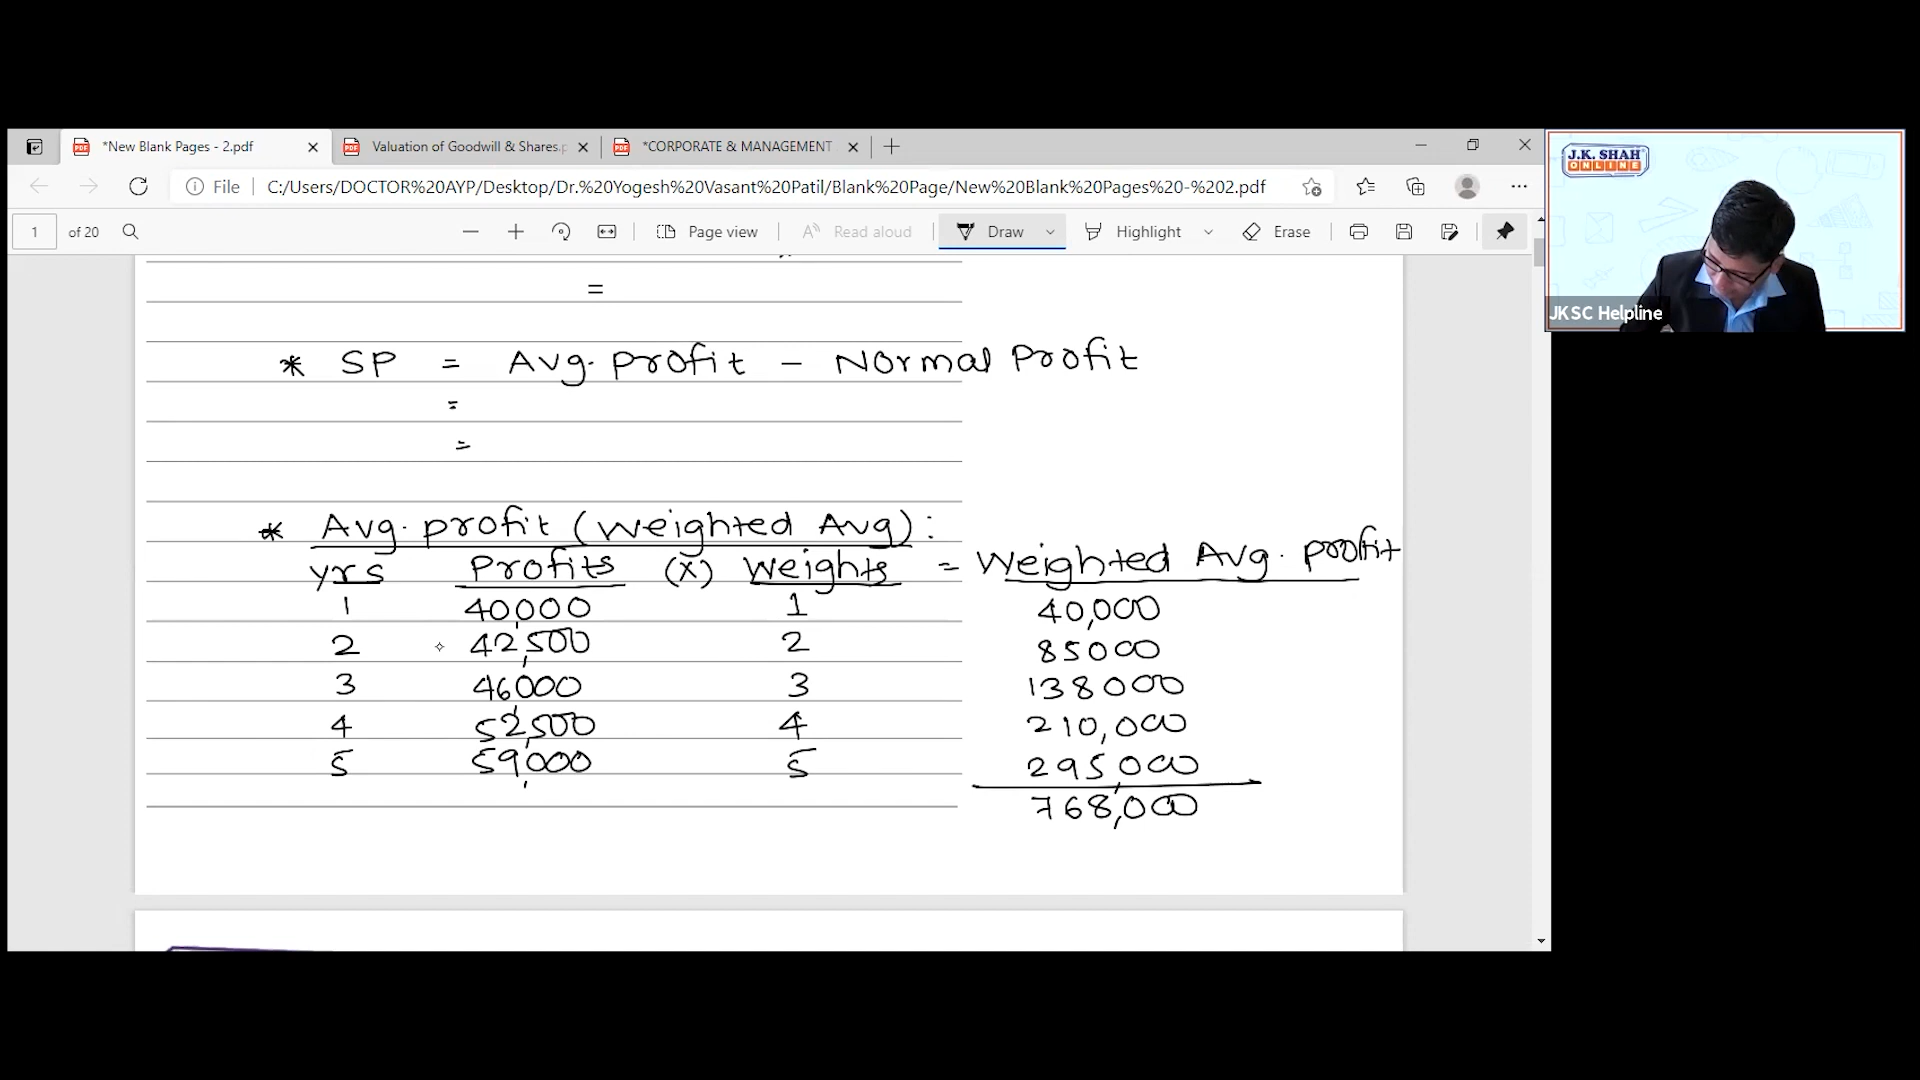 *New Blank Pages - 2.pdf
Valuation of Goodwill & Shares.p
*CORPORATE & MANAGEMENT
File
C:/Users/DOCTOR%20AYP/Desktop/Dr.%20Yogesh%20Vasant%20Patil/Blank%20Page/New%20Blank%20Pages%20-%202.pdf
1 of 20
Page view
Read aloud
Draw
Highlight
Erase
J.K. SHAH
ONLINE
JKSC Helpline
=
* SP = Avg. Profit - Normal Profit
=
=
* Avg. profit (Weighted Avg):
yrs Profits (x) Weights = Weighted Avg. profit
1 40,000 1 40,000
2 42,500 2 85000
3 46000 3 138000
4 52,500 4 210,000
5 59,000 5 295,000
768,000